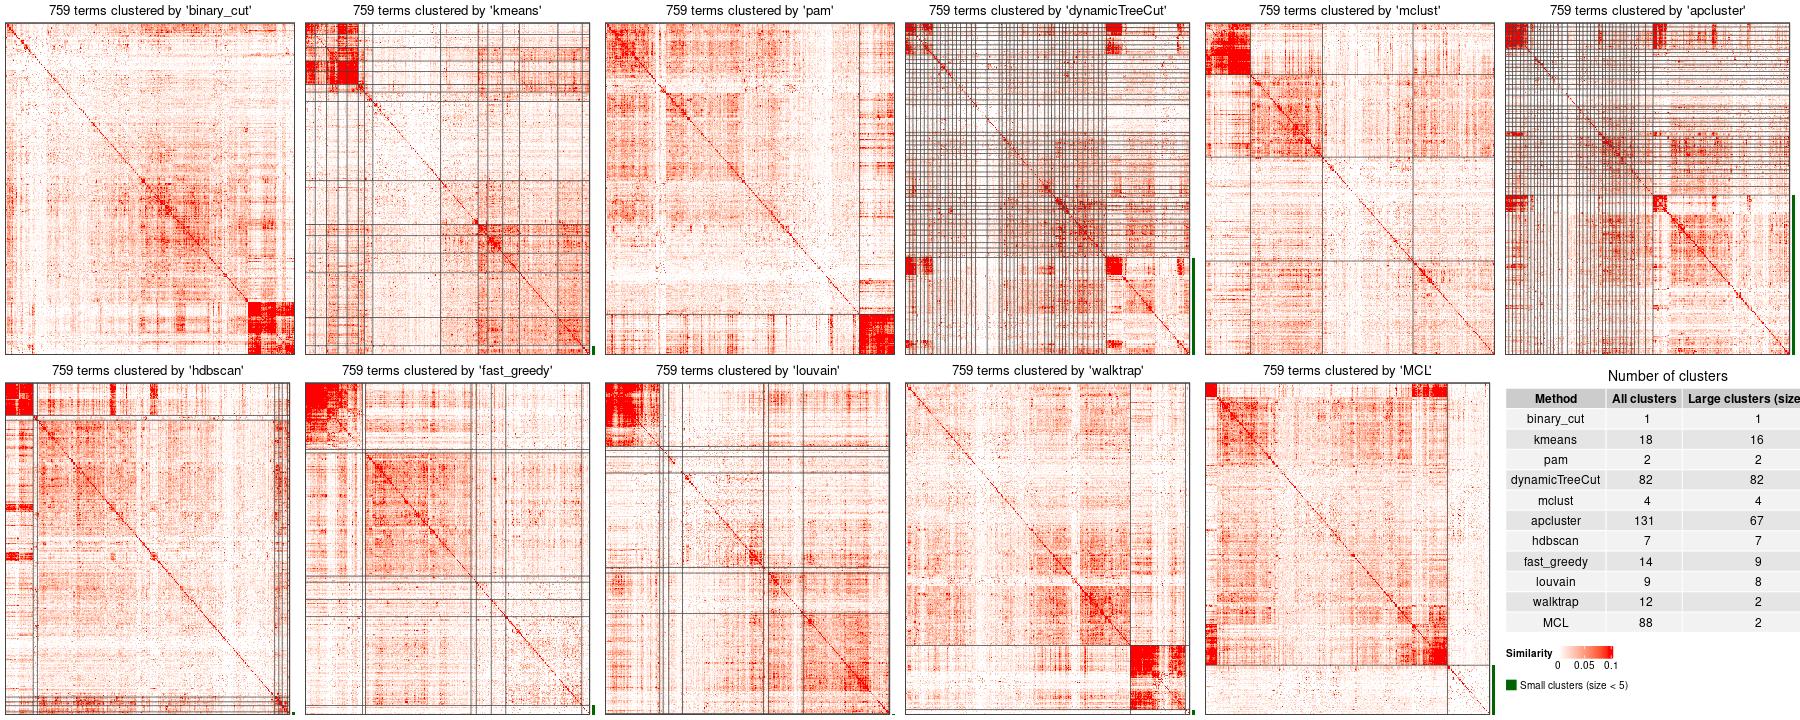 759 terms clustered by 'binary_cut'
759 terms clustered by 'kmeans'
759 terms clustered by 'pam'
759 terms clustered by 'dynamicTreeCut'
759 terms clustered by 'mclust'
759 terms clustered by 'apcluster'
759 terms clustered by 'hdbscan'
759 terms clustered by 'fast_greedy'
759 terms clustered by 'louvain'
759 terms clustered by 'walktrap'
759 terms clustered by 'MCL'
Number of clusters
Method All clusters Large clusters (size
binary_cut 1 1
kmeans 18 16
pam 2 2
dynamicTreeCut 82 82
mclust 4 4
apcluster 131 67
hdbscan 7 7
fast_greedy 14 9
louvain 9 8
walktrap 12 2
MCL 88 2
Similarity
0 0.05 0.1
Small clusters (size < 5)